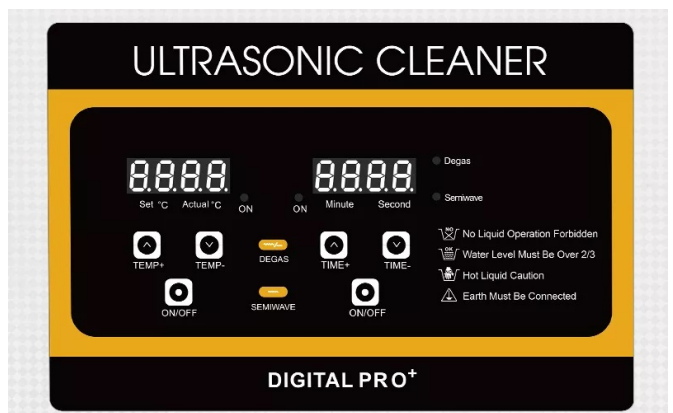 ULTRASONIC CLEANER
8.8.8.8. 8.8.8.8.
Degas
Set °C Actual °C ON ON Minute Second
Semiwave
TEMP+ TEMP- DEGAS TIME+ TIME-
ON/OFF SEMIWAVE ON/OFF
NO No Liquid Operation Forbidden
OK Water Level Must Be Over 2/3
Hot Liquid Caution
Earth Must Be Connected
DIGITAL PRO+